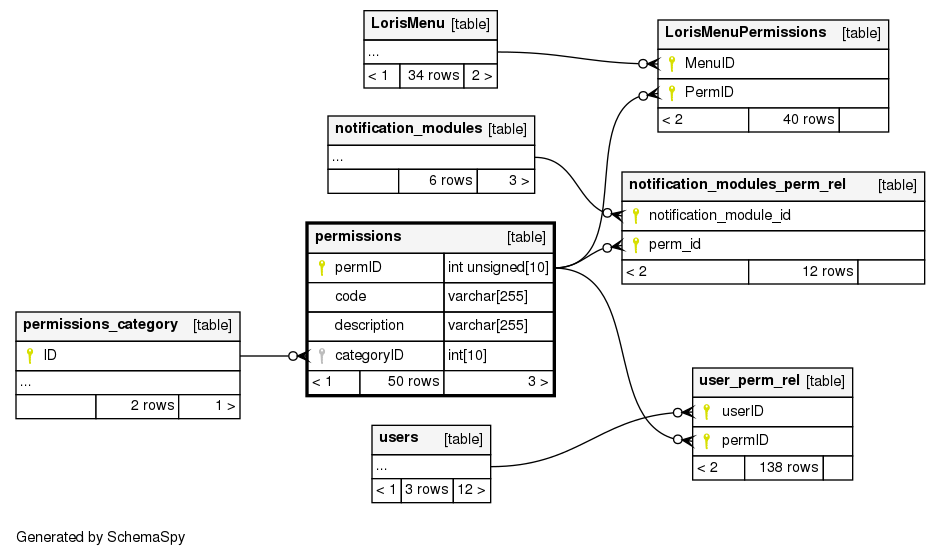 LorisMenu [table]
...
< 1 34 rows 2 >
LorisMenuPermissions [table]
MenuID
PermID
< 2 40 rows
notification_modules [table]
...
6 rows 3 >
notification_modules_perm_rel [table]
notification_module_id
perm_id
< 2 12 rows
permissions [table]
permID int unsigned[10]
code varchar[255]
description varchar[255]
categoryID int[10]
< 1 50 rows 3 >
permissions_category [table]
ID
...
2 rows 1 >
user_perm_rel [table]
userID
permID
< 2 138 rows
users [table]
...
< 1 3 rows 12 >
Generated by SchemaSpy